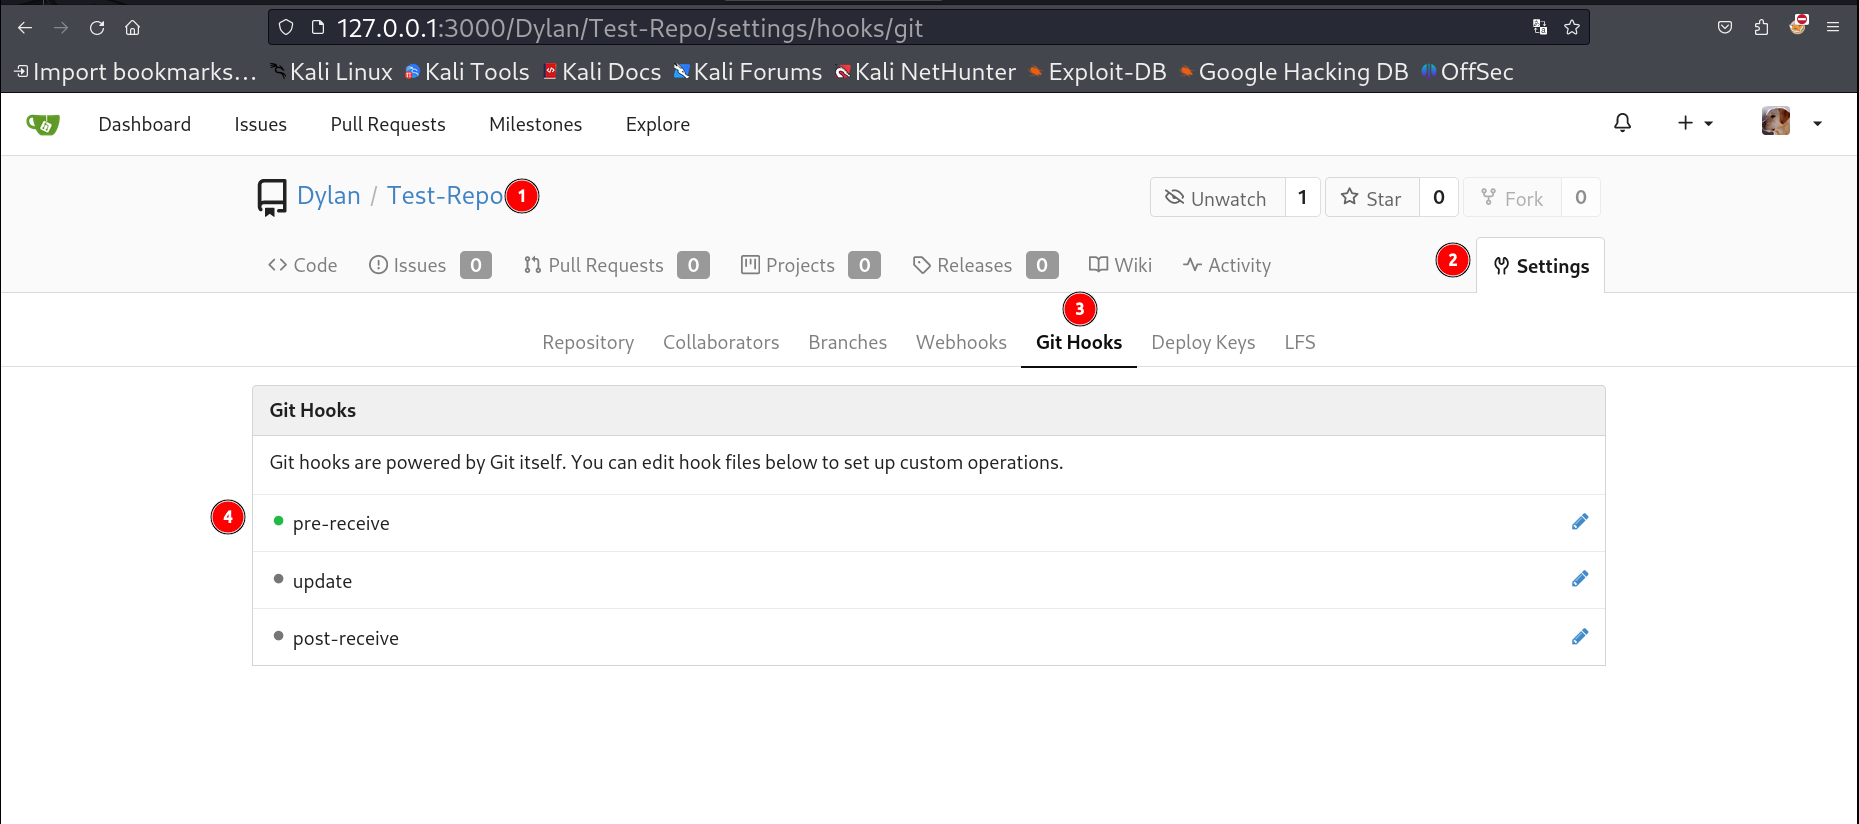 127.0.0.1:3000/Dylan/Test-Repo/settings/hooks/git
Import bookmarks... Kali Linux Kali Tools Kali Docs Kali Forums Kali NetHunter Exploit-DB Google Hacking DB OffSec
Dashboard Issues Pull Requests Milestones Explore
Dylan / Test-Repo 1 Unwatch 1 Star 0 Fork 0
Code Issues 0 Pull Requests 0 Projects 0 Releases 0 Wiki Activity 2 Settings
3
Repository Collaborators Branches Webhooks Git Hooks Deploy Keys LFS
Git Hooks
Git hooks are powered by Git itself. You can edit hook files below to set up custom operations.
4 pre-receive
update
post-receive